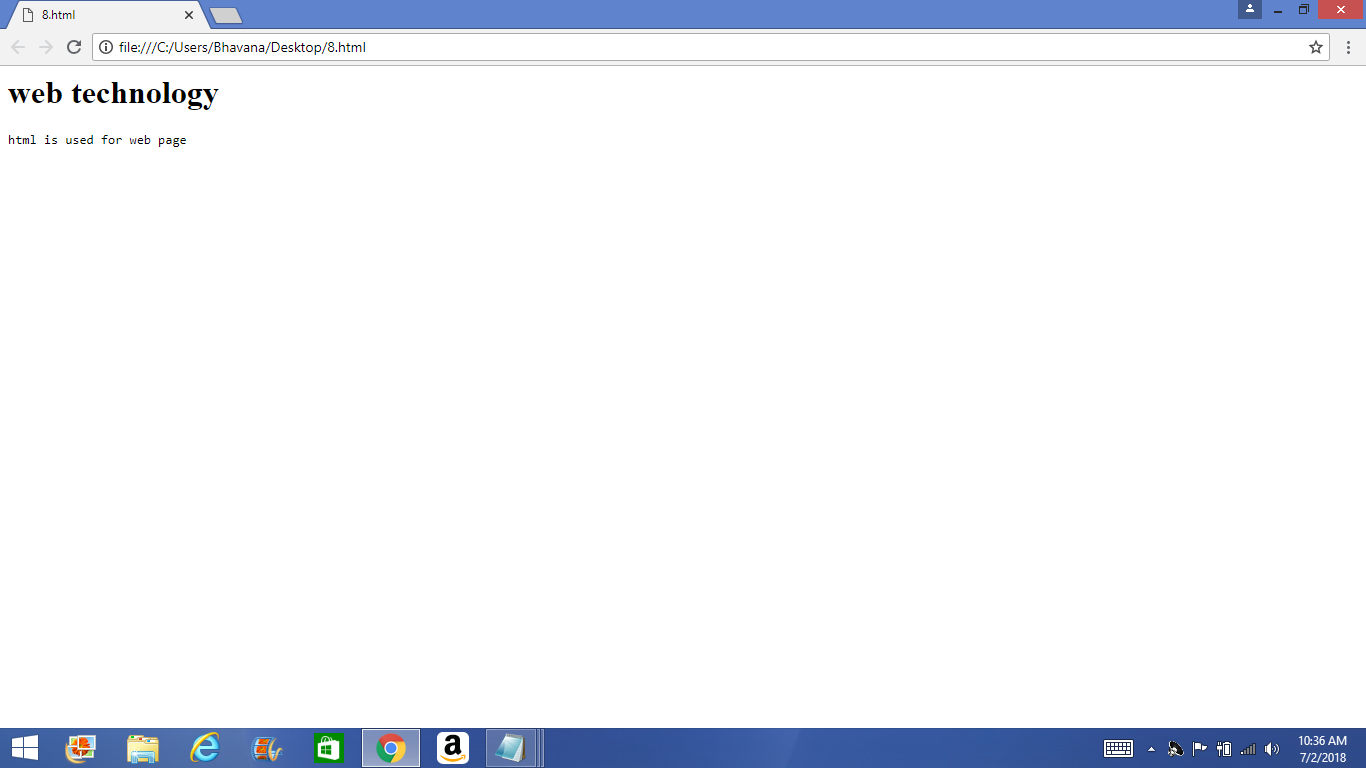 8.html
file:///C:/Users/Bhavana/Desktop/8.html
web technology
html is used for web page
a
10:36 AM
7/2/2018